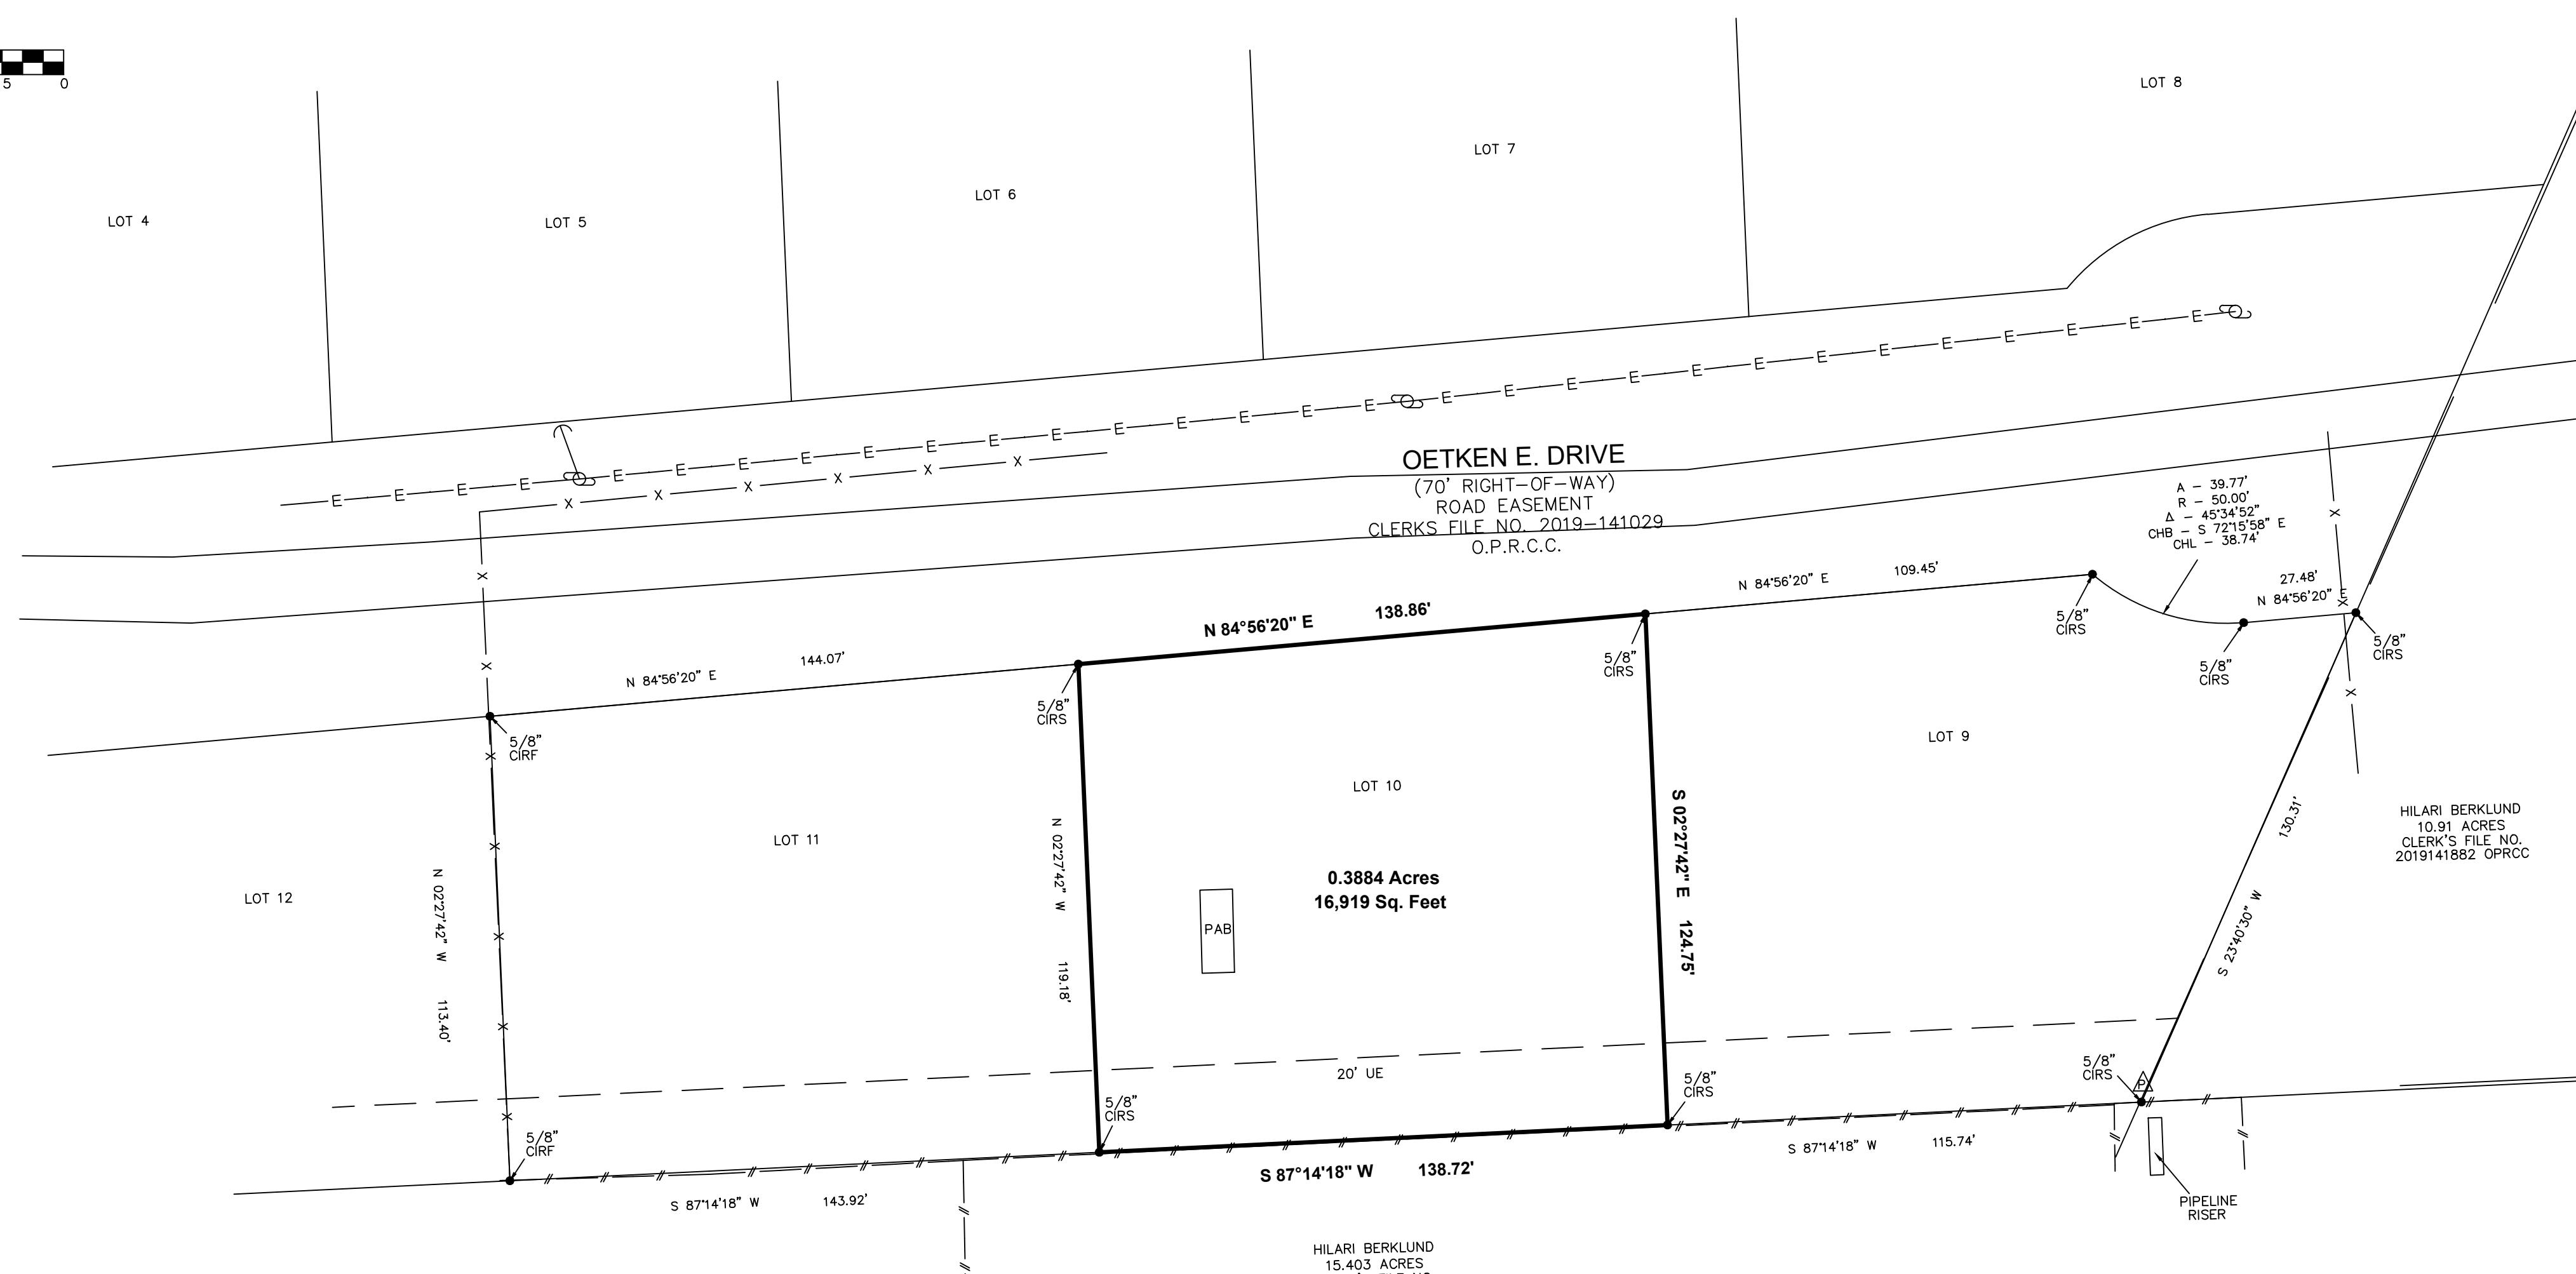 5 0
LOT 4
LOT 5
LOT 6
LOT 7
LOT 8
E E E E E E E E E E E E E E E E E E E E E E E E E E E E E E E
X X X X X X
OETKEN E. DRIVE
(70' RIGHT-OF-WAY)
ROAD EASEMENT
CLERKS FILE NO. 2019-141029
O.P.R.C.C.
A - 39.77'
R - 50.00'
Δ - 45°34'52"
CHB - S 72°15'58" E
CHL - 38.74'
X
X
X
X
X
X
N 84°56'20" E 144.07'
N 84°56'20" E 138.86'
N 84°56'20" E 109.45'
27.48'
N 84°56'20" E
5/8"
CIRF
5/8"
CIRS
5/8"
CIRS
5/8"
CIRS
5/8"
CIRS
5/8"
CIRS
LOT 12
LOT 11
LOT 10
LOT 9
N 02°27'42" W 113.40'
X
X
X
X
X
N 02°27'42" W 119.18'
0.3884 Acres
16,919 Sq. Feet
PAB
S 02°27'42" E 124.75'
130.31'
S 23°40'30" W
HILARI BERKLUND
10.91 ACRES
CLERK'S FILE NO.
2019141882 OPRCC
20' UE
5/8"
CIRF
5/8"
CIRS
5/8"
CIRS
5/8"
CIRS
P
S 87°14'18" W 143.92'
S 87°14'18" W 138.72'
S 87°14'18" W 115.74'
PIPELINE
RISER
HILARI BERKLUND
15.403 ACRES